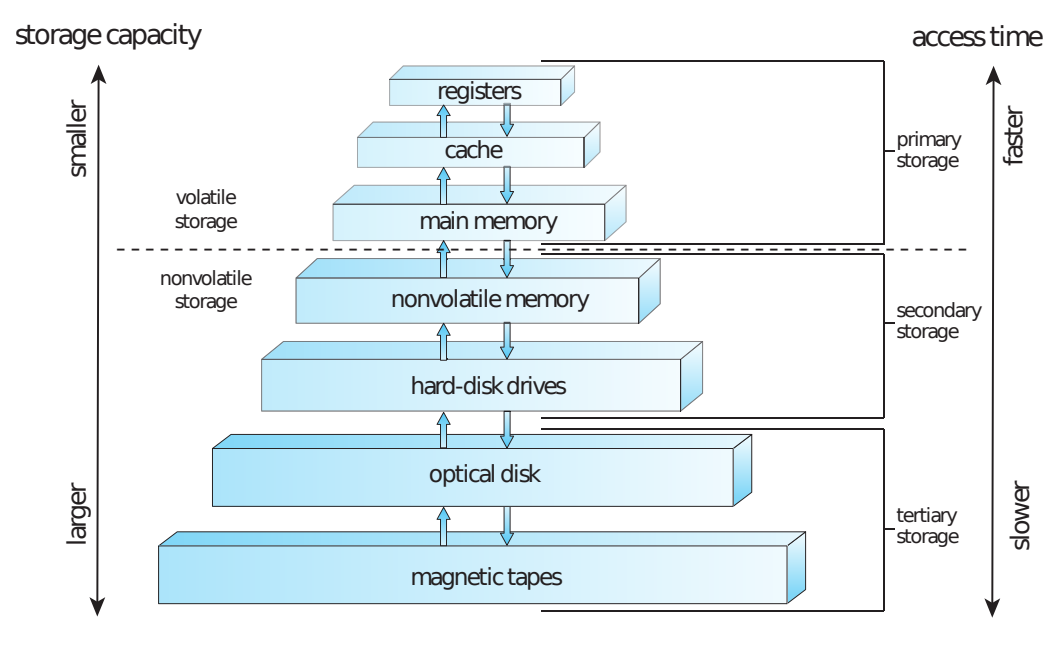 storage capacity
access time
smaller
faster
registers
cache
primary
storage
volatile
storage
main memory
nonvolatile
storage
nonvolatile memory
secondary
storage
hard-disk drives
optical disk
larger
slower
tertiary
storage
magnetic tapes